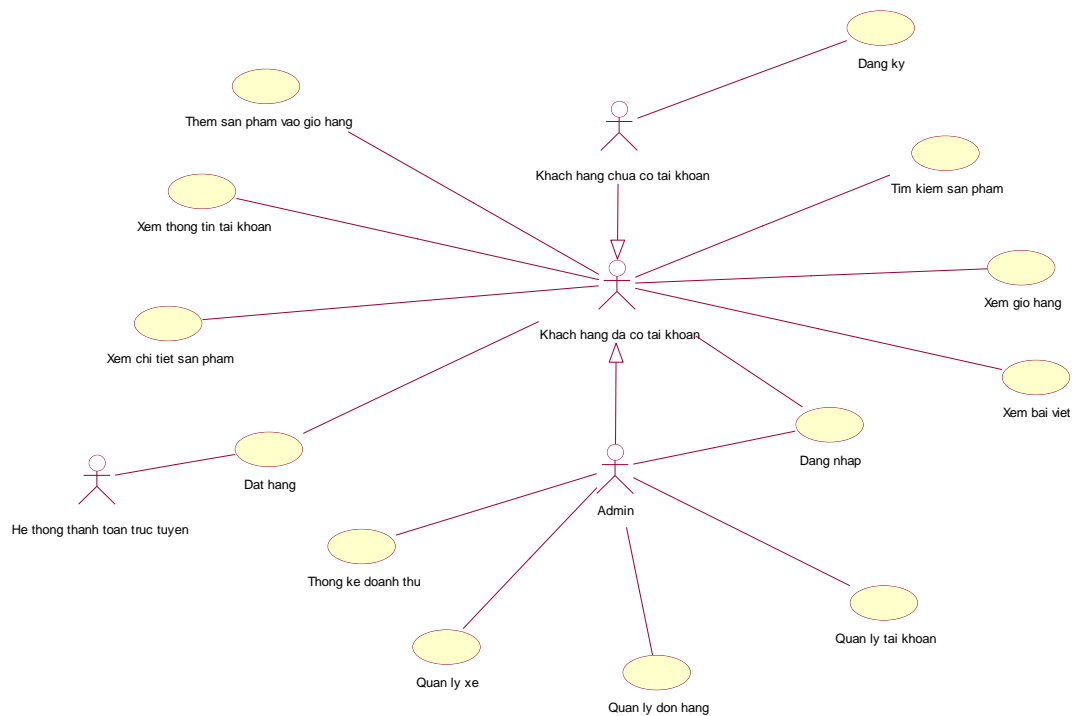 Dang ky
Them san pham vao gio hang
Khach hang chua co tai khoan
Tim kiem san pham
Xem thong tin tai khoan
Xem gio hang
Khach hang da co tai khoan
Xem chi tiet san pham
Xem bai viet
Dang nhap
Dat hang
Admin
He thong thanh toan truc tuyen
Thong ke doanh thu
Quan ly tai khoan
Quan ly xe
Quan ly don hang